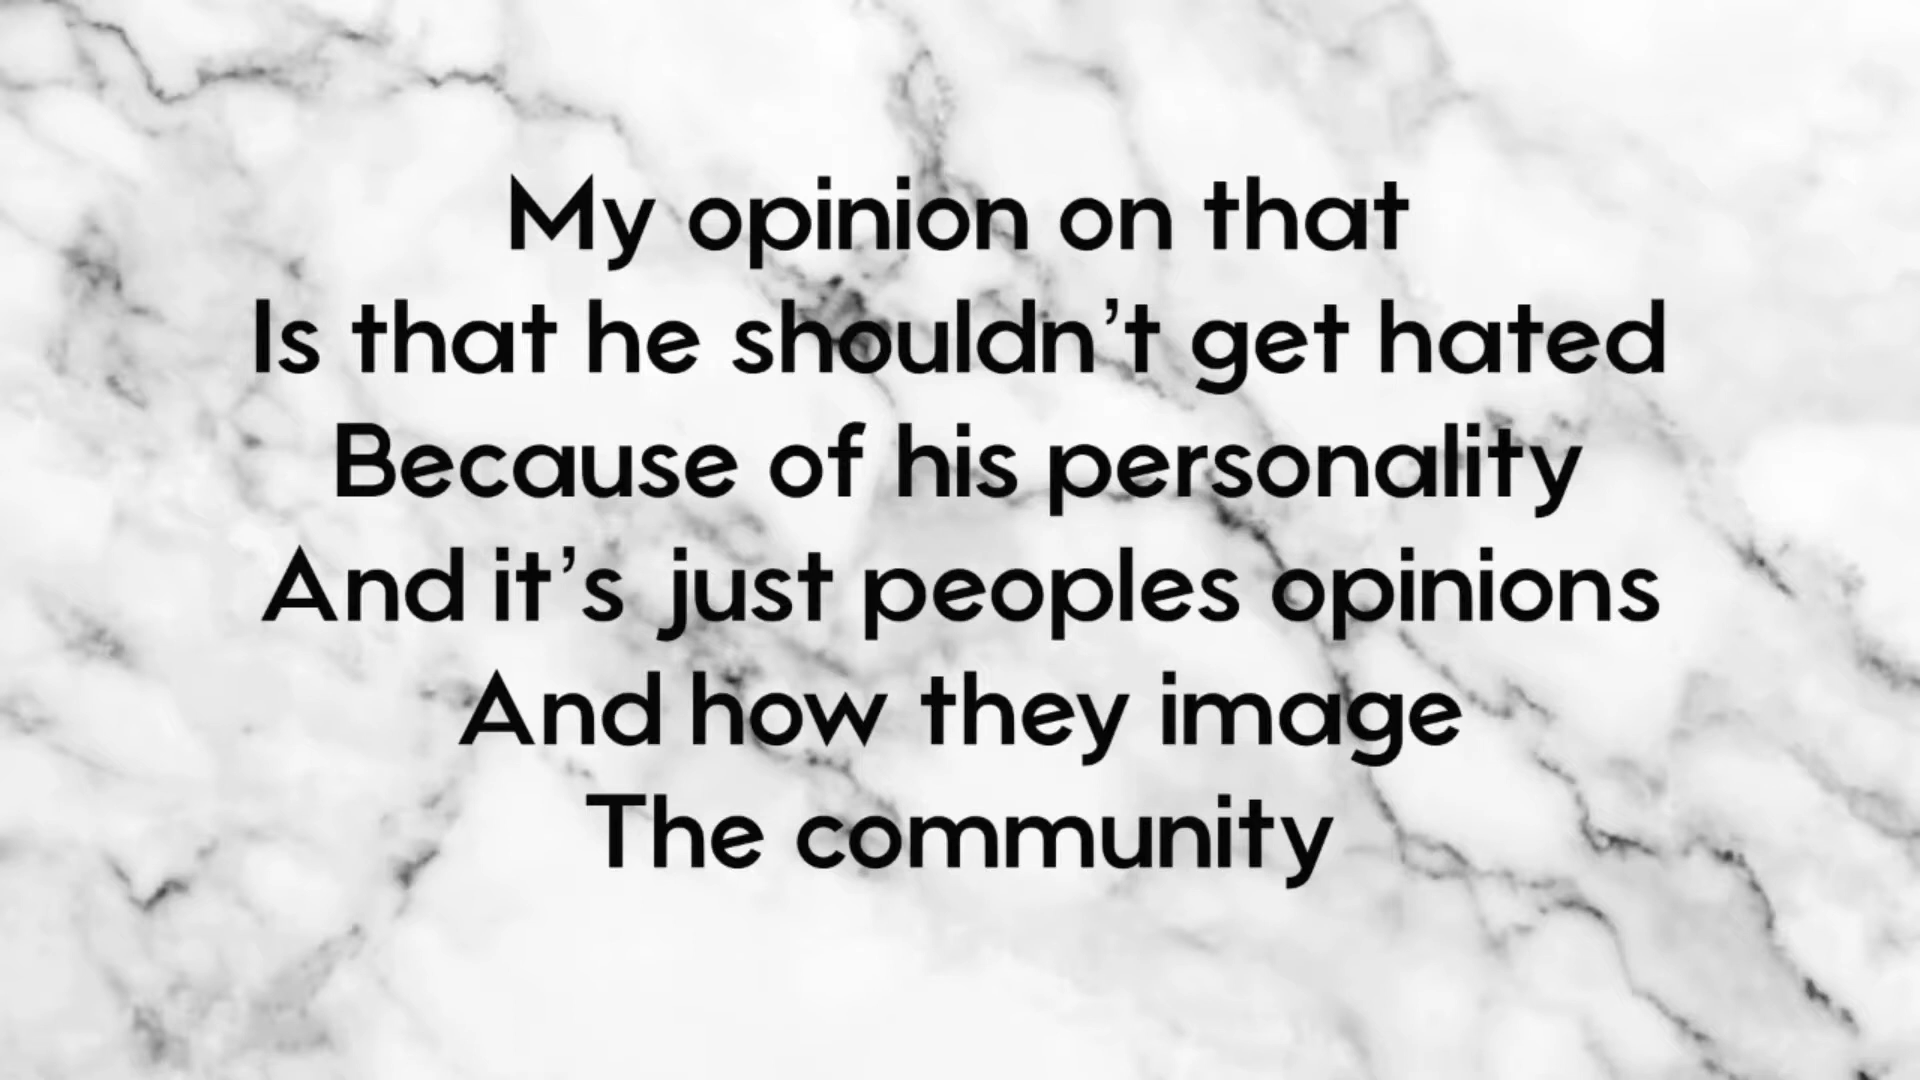 My opinion on that
Is that he shouldn’t get hated
Because of his personality
And it’s just peoples opinions
And how they image
The community